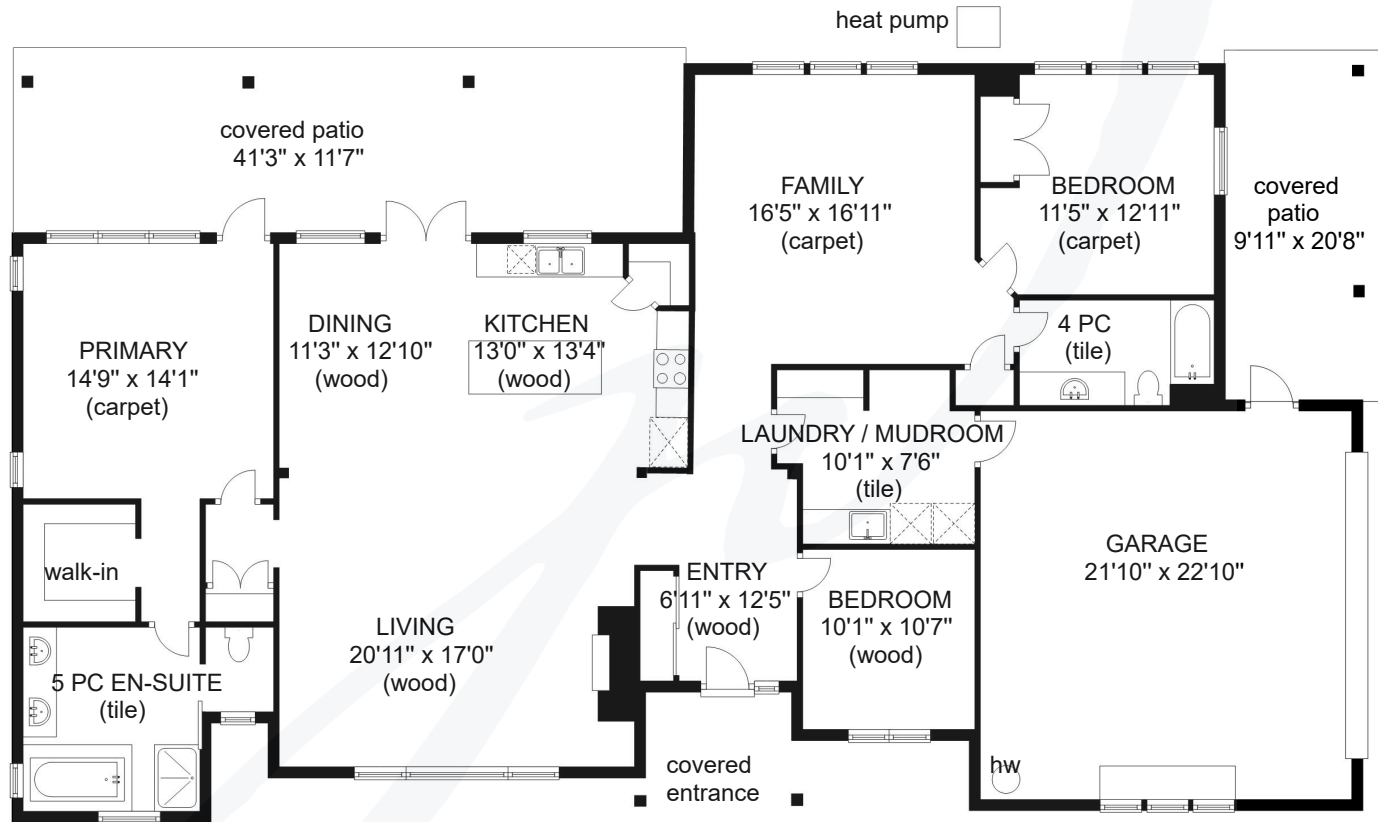 heat pump
covered patio
41'3" x 11'7"
FAMILY
16'5" x 16'11"
(carpet)
BEDROOM
11'5" x 12'11"
(carpet)
covered
patio
9'11" x 20'8"
PRIMARY
14'9" x 14'1"
(carpet)
DINING
11'3" x 12'10"
(wood)
KITCHEN
13'0" x 13'4"
(wood)
4 PC
(tile)
LAUNDRY / MUDROOM
10'1" x 7'6"
(tile)
GARAGE
21'10" x 22'10"
walk-in
ENTRY
6'11" x 12'5"
(wood)
BEDROOM
10'1" x 10'7"
(wood)
LIVING
20'11" x 17'0"
(wood)
5 PC EN-SUITE
(tile)
covered
entrance
hw